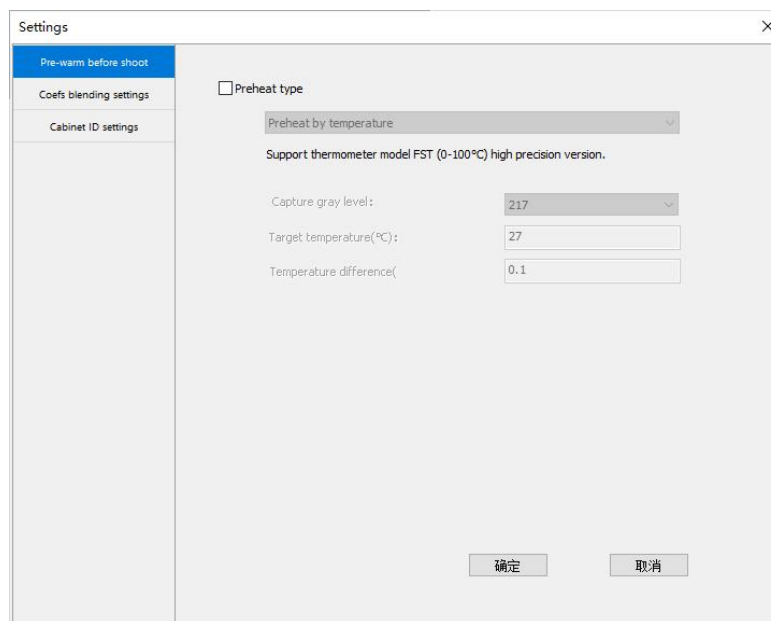 Settings
Pre-warm before shoot
Coefs blending settings
Cabinet ID settings
Preheat type
Preheat by temperature
Support thermometer model FST (0-100°C) high precision version.
Capture gray level:
217
Target temperature(°C):
27
Temperature difference(
0.1
确定
取消